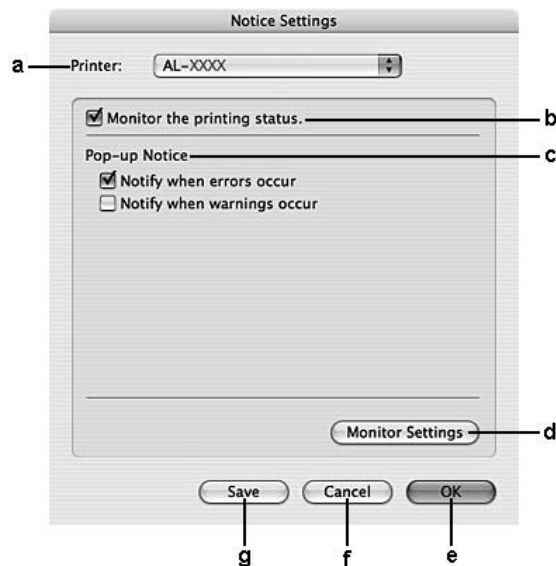 Notice Settings
a Printer: AL-XXXX
Monitor the printing status. b
Pop-up Notice c
Notify when errors occur
Notify when warnings occur
Monitor Settings d
Save Cancel OK
g f e